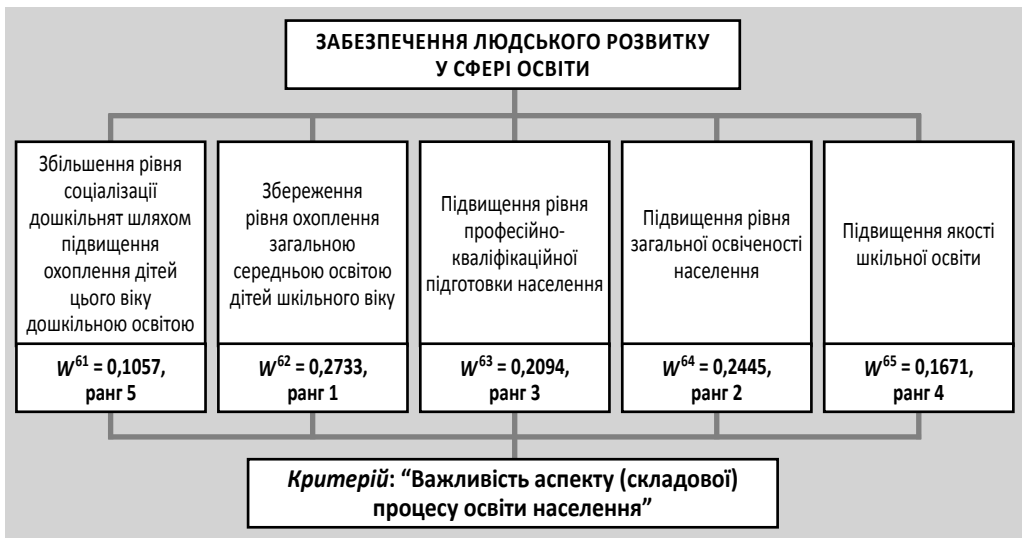 ЗАБЕЗПЕЧЕННЯ ЛЮДСЬКОГО РОЗВИТКУ
У СФЕРІ ОСВІТИ
Збільшення рівня
соціалізації
дошкільнят шляхом
підвищення
охоплення дітей
цього віку
дошкільною освітою
W⁶¹ = 0,1057,
ранг 5
Збереження
рівня охоплення
загальною
середньою освітою
дітей шкільного віку
W⁶² = 0,2733,
ранг 1
Підвищення рівня
професійно-
кваліфікаційної
підготовки населення
W⁶³ = 0,2094,
ранг 3
Підвищення рівня
загальної освіченості
населення
W⁶⁴ = 0,2445,
ранг 2
Підвищення якості
шкільної освіти
W⁶⁵ = 0,1671,
ранг 4
Критерій: “Важливість аспекту (складової)
процесу освіти населення”